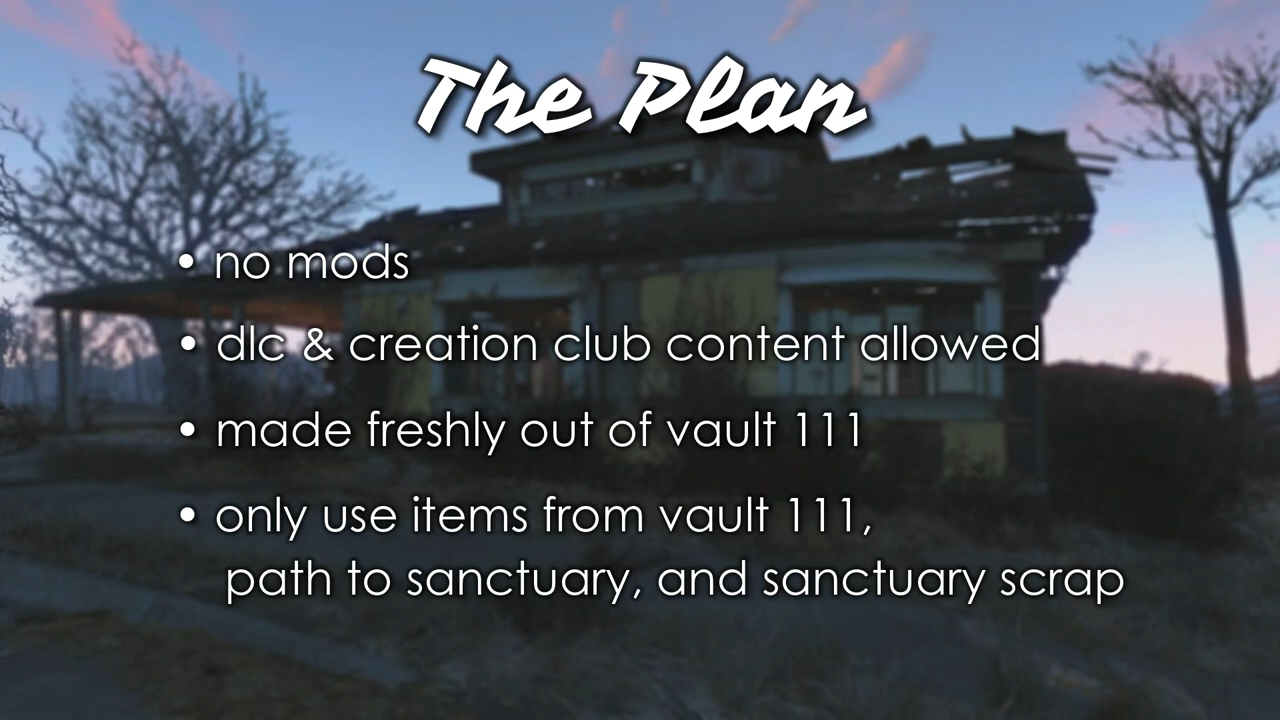 The Plan
• no mods
• dlc & creation club content allowed
• made freshly out of vault 111
• only use items from vault 111,
path to sanctuary, and sanctuary scrap